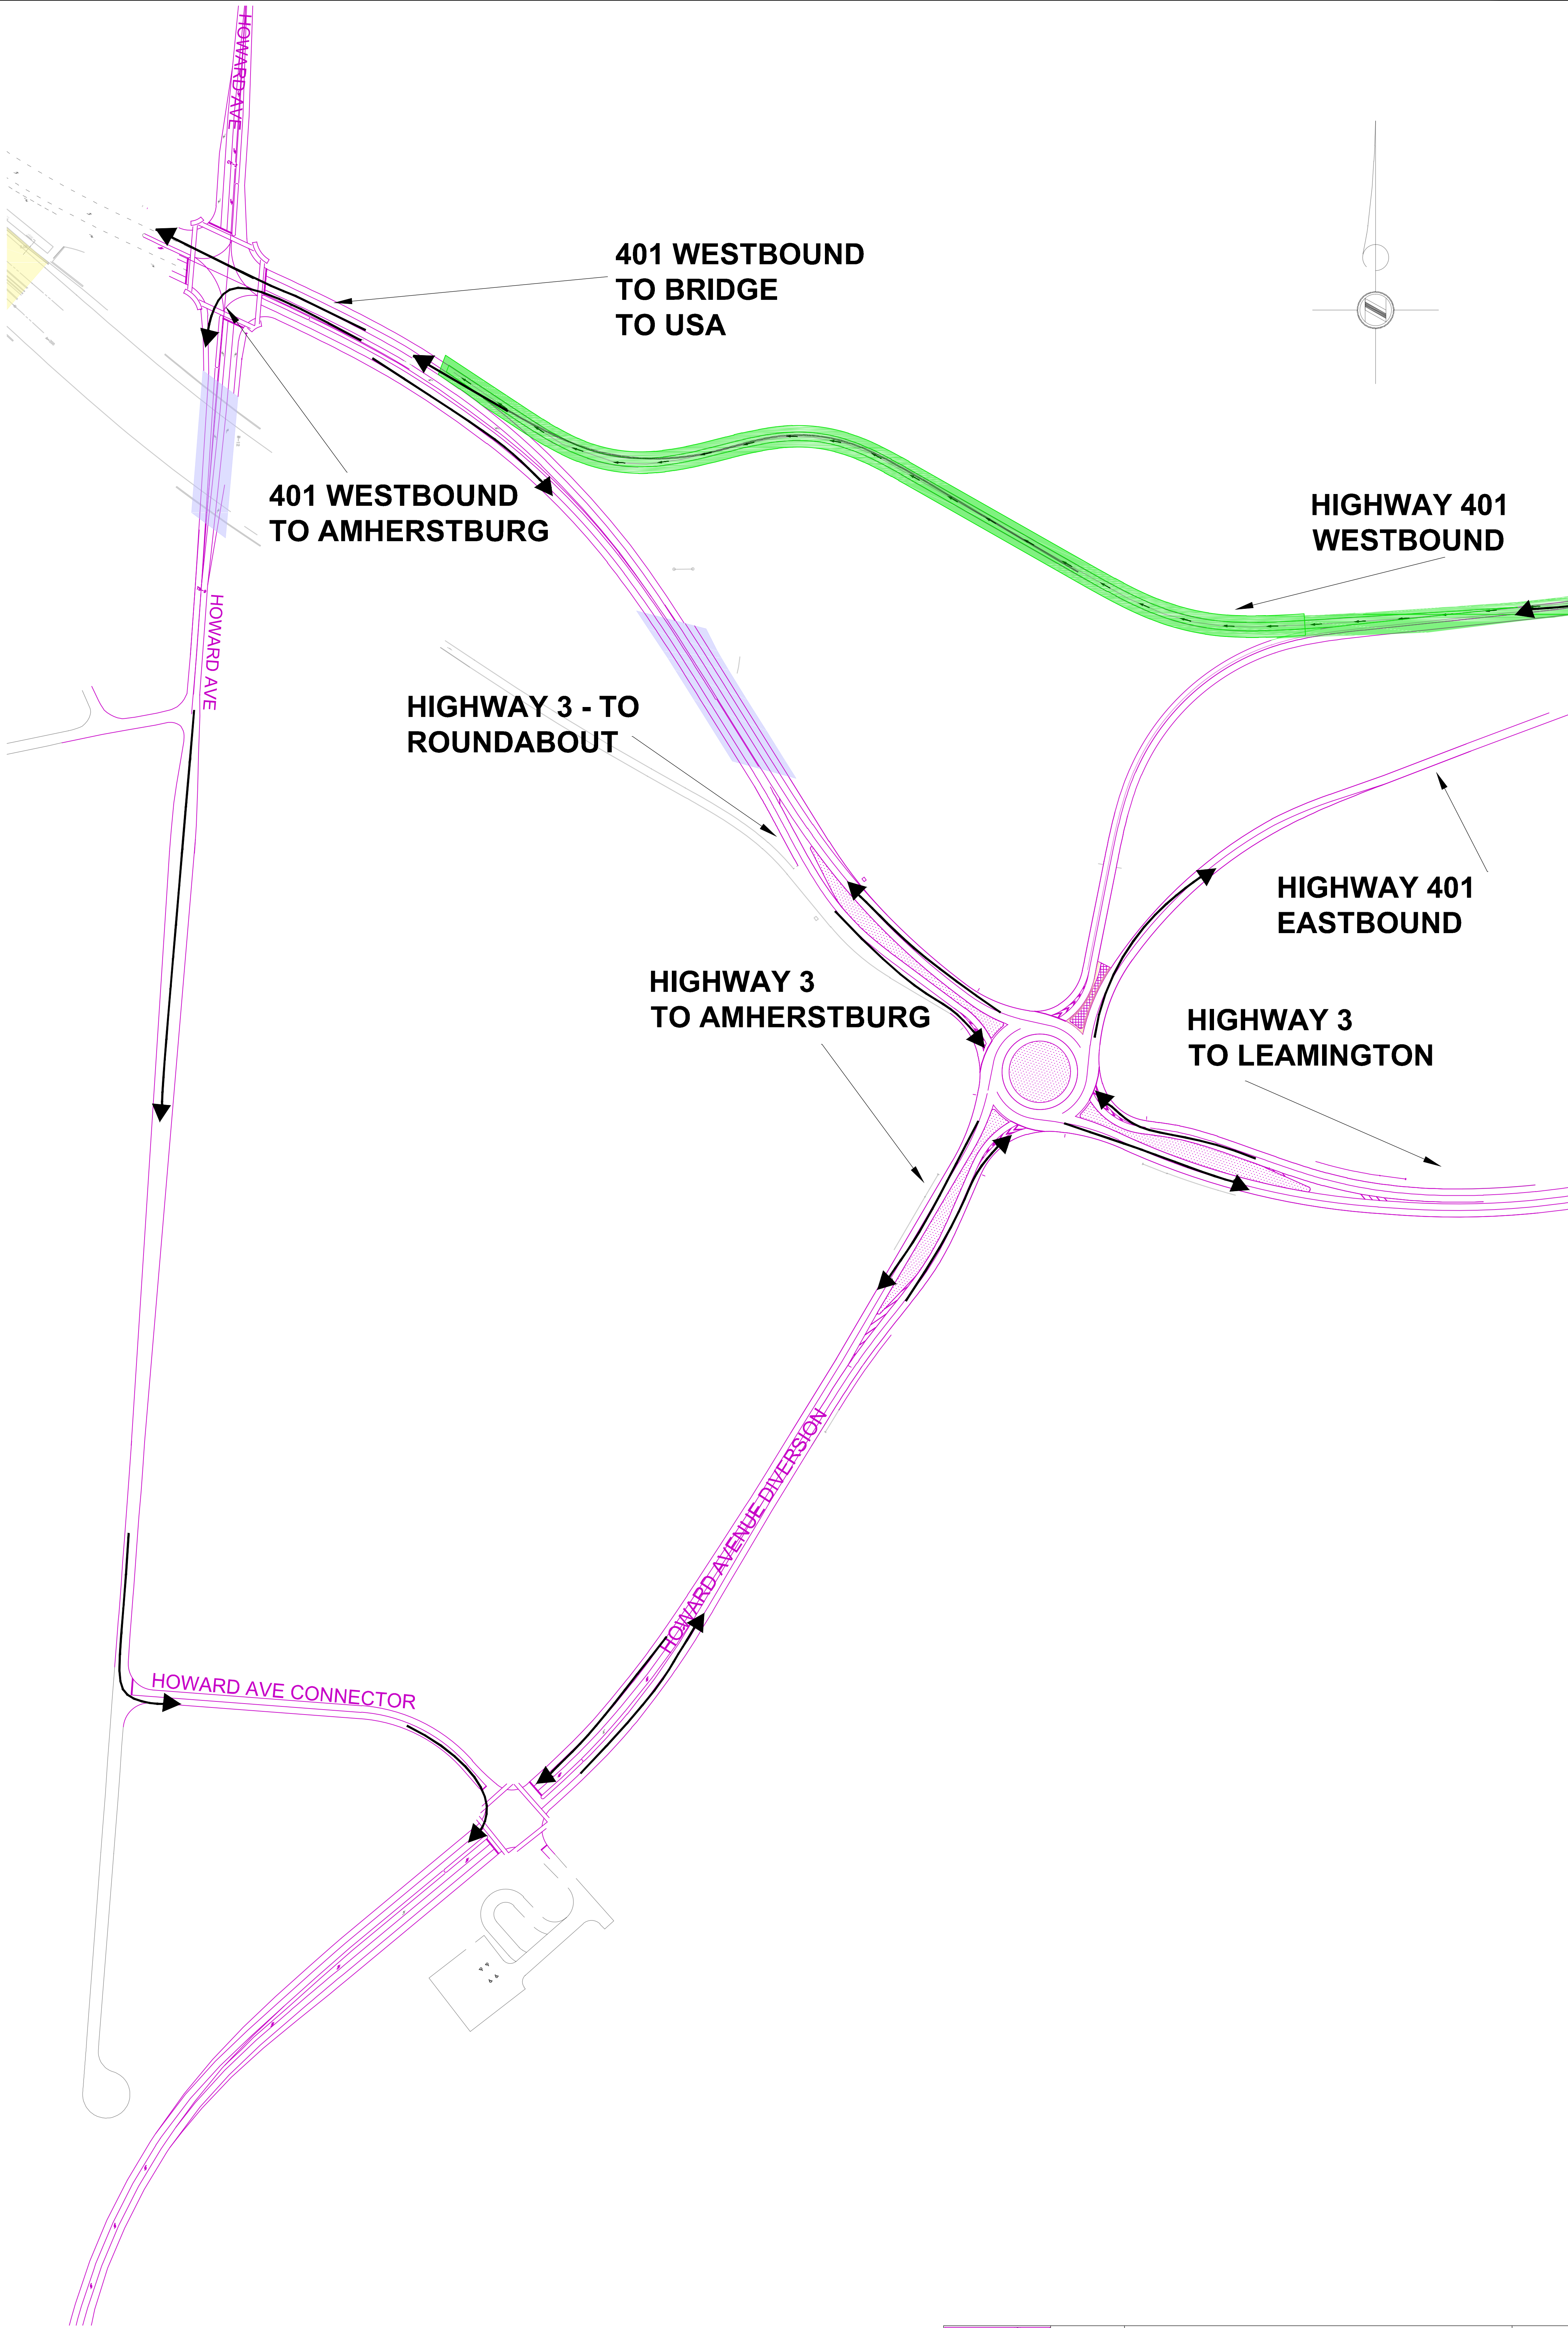 HOWARD AVE
401 WESTBOUND
TO BRIDGE
TO USA
401 WESTBOUND
TO AMHERSTBURG
HIGHWAY 401
WESTBOUND
HOWARD AVE
HIGHWAY 3 - TO
ROUNDABOUT
HIGHWAY 401
EASTBOUND
HIGHWAY 3
TO AMHERSTBURG
HIGHWAY 3
TO LEAMINGTON
HOWARD AVENUE DIVERSION
HOWARD AVE CONNECTOR